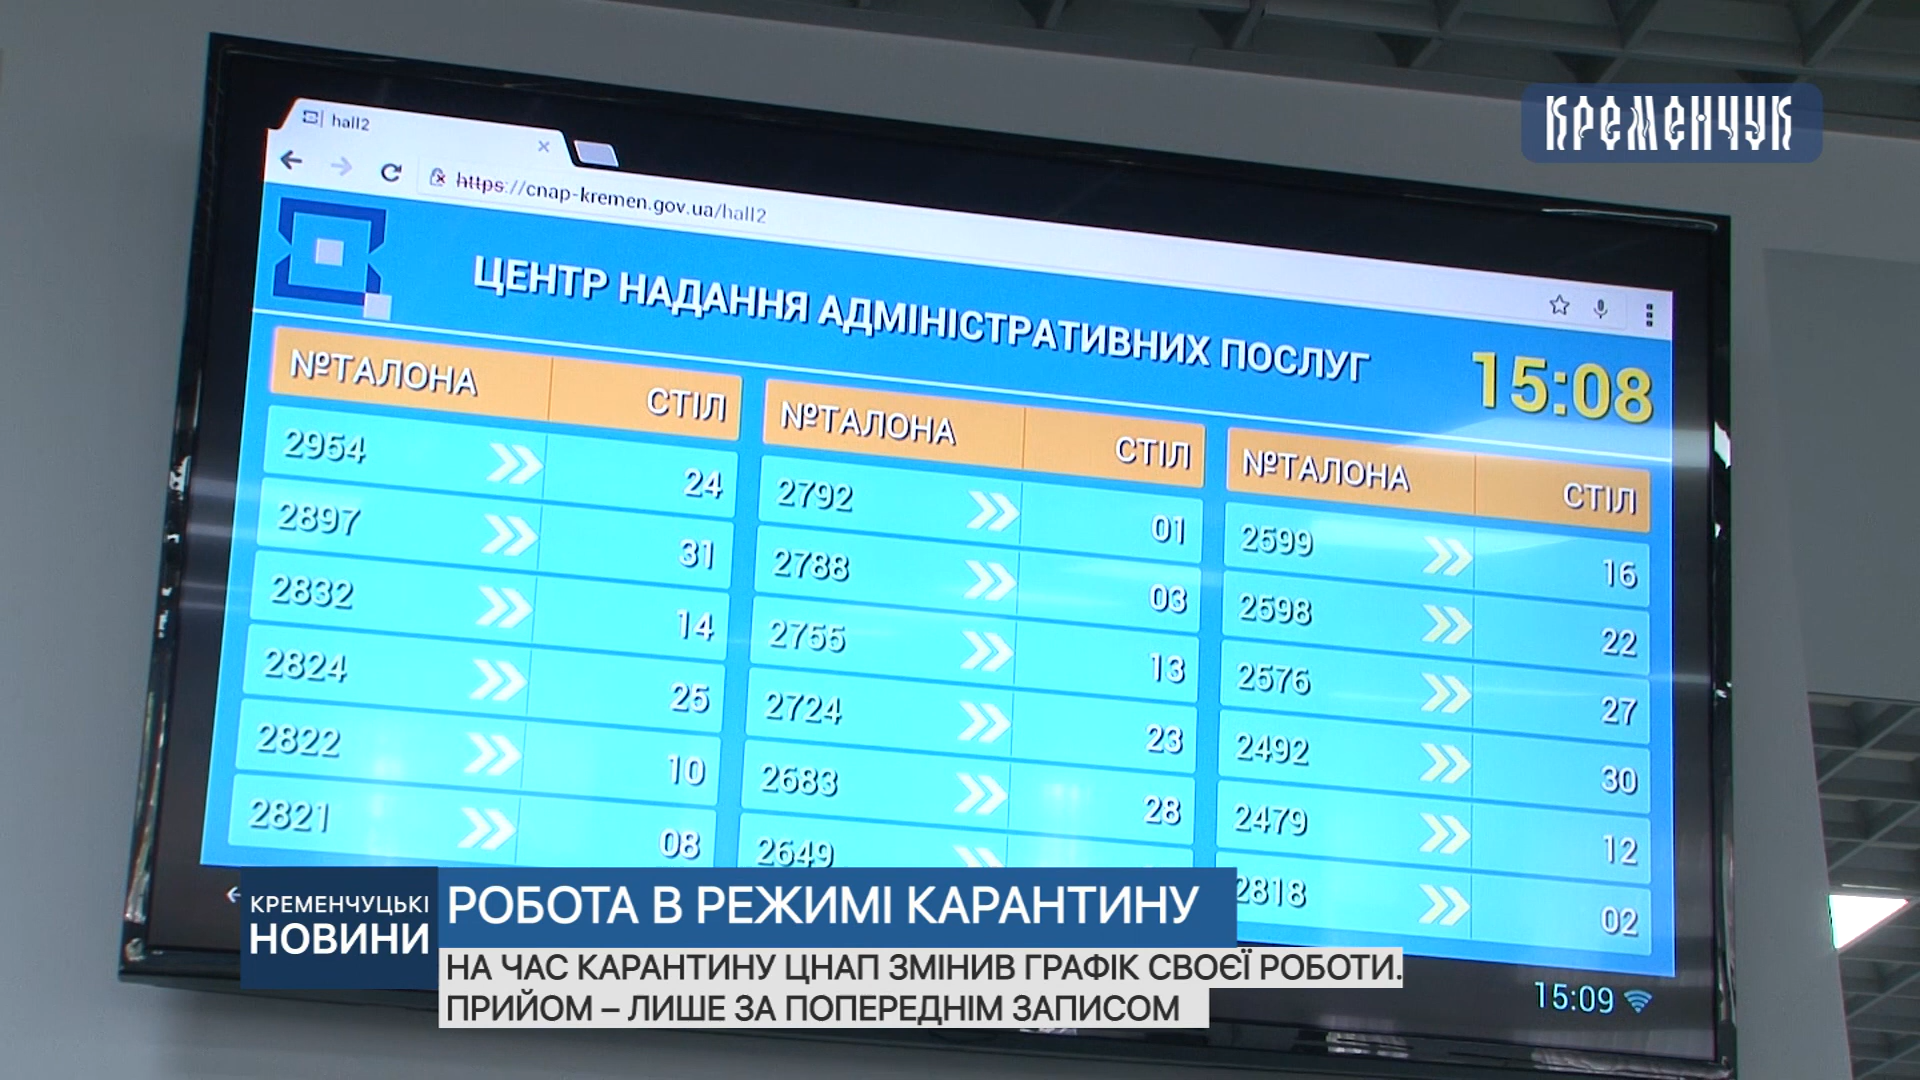 КРЕМЕНЧУК
hall2
https://cnap-kremen.gov.ua/hall2
ЦЕНТР НАДАННЯ АДМІНІСТРАТИВНИХ ПОСЛУГ
15:08
№ТАЛОНА СТІЛ
2954 24
2897 31
2832 14
2824 25
2822 10
2821 08
№ТАЛОНА СТІЛ
2792 01
2788 03
2755 13
2724 23
2683 28
2649
№ТАЛОНА СТІЛ
2599 16
2598 22
2576 27
2492 30
2479 12
2818 02
15:09
КРЕМЕНЧУЦЬКІ
НОВИНИ
РОБОТА В РЕЖИМІ КАРАНТИНУ
НА ЧАС КАРАНТИНУ ЦНАП ЗМІНИВ ГРАФІК СВОЄЇ РОБОТИ.
ПРИЙОМ – ЛИШЕ ЗА ПОПЕРЕДНІМ ЗАПИСОМ